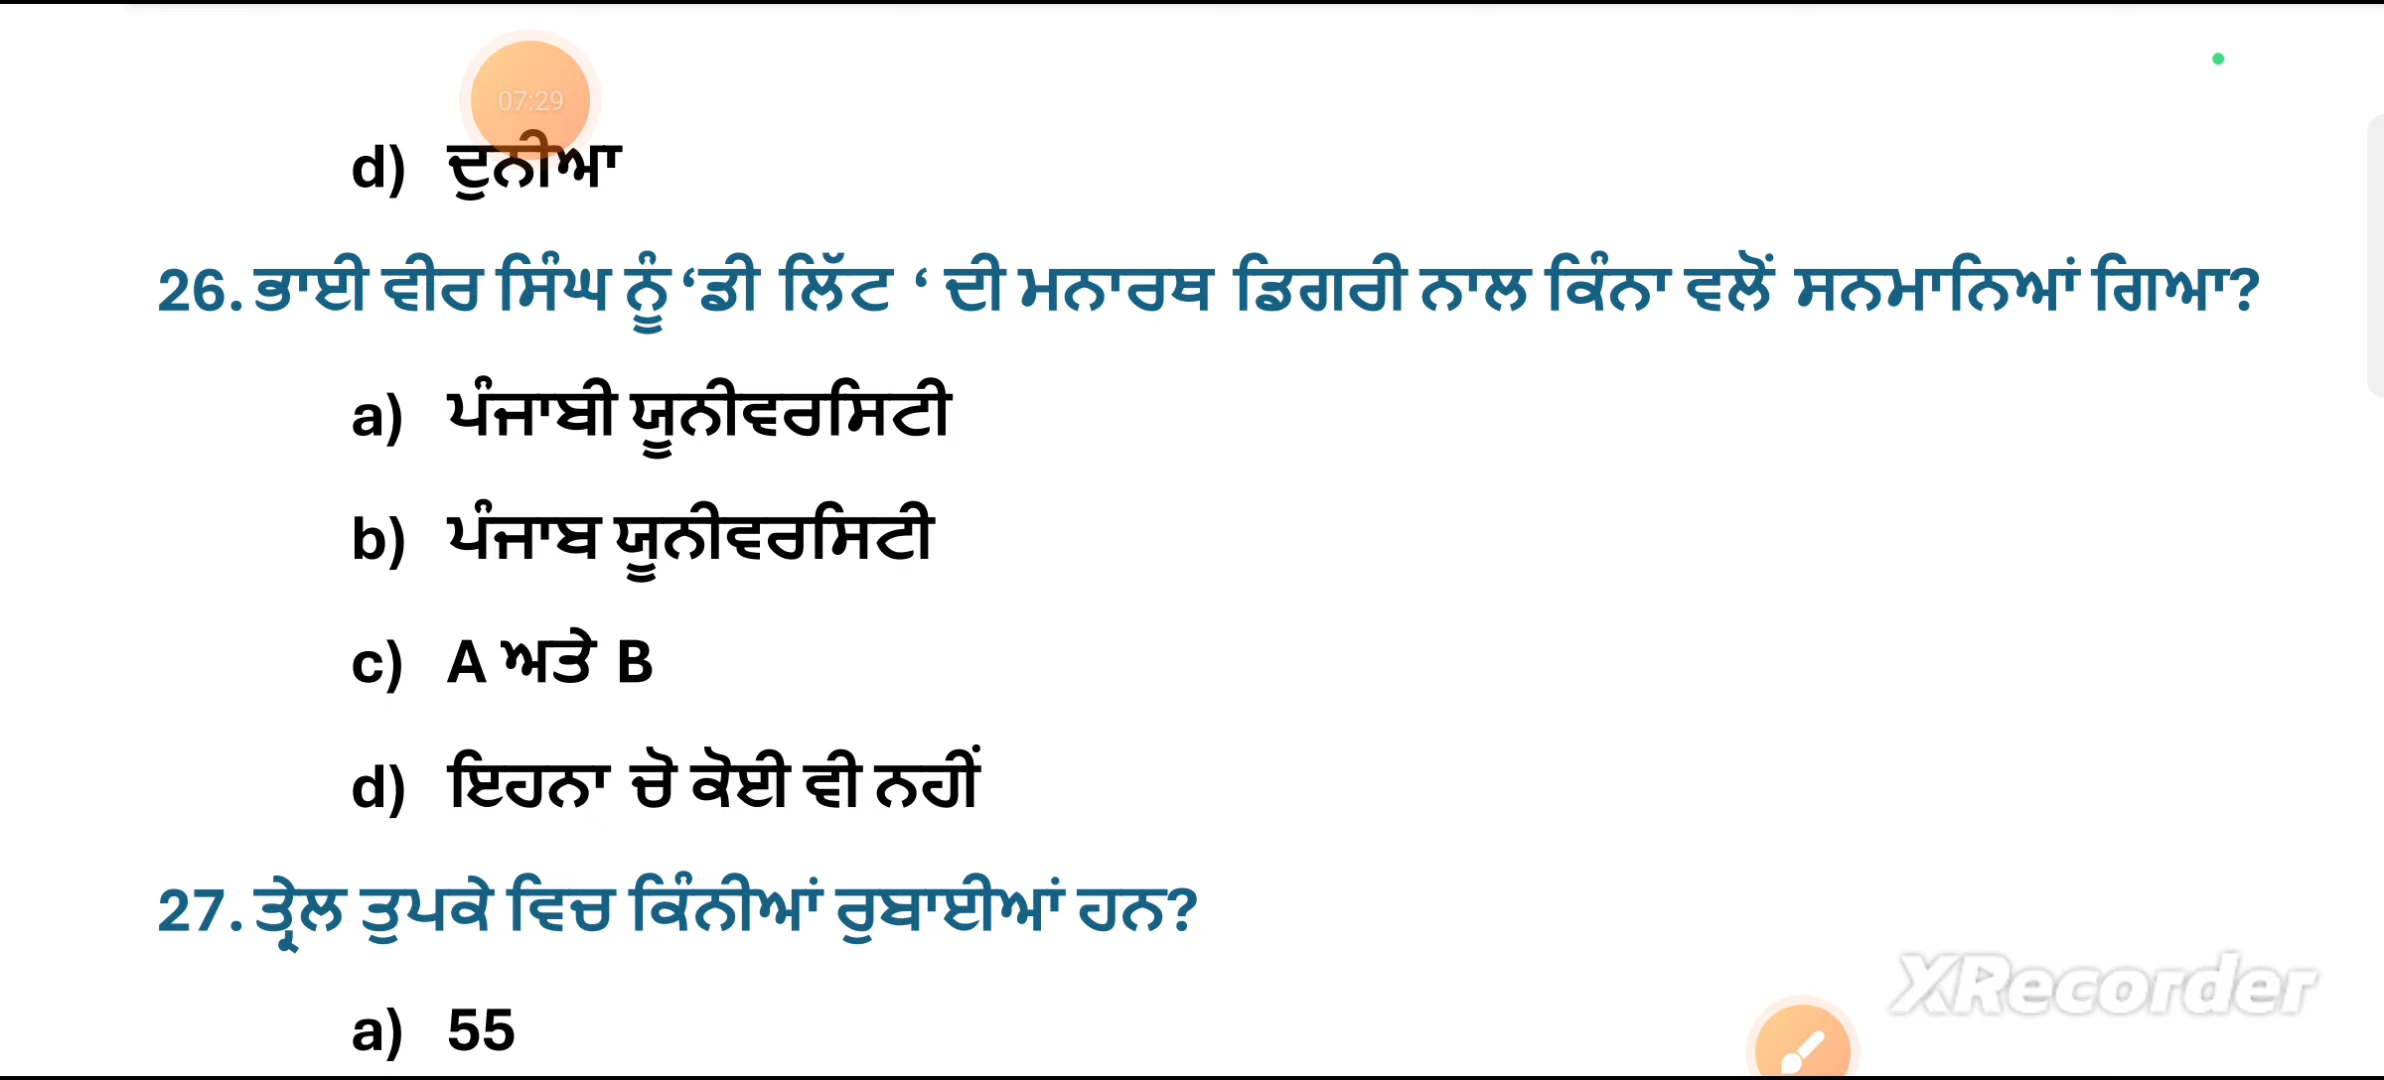 07:29
d) ਦੁਨੀਆ
26. ਭਾਈ ਵੀਰ ਸਿੰਘ ਨੂੰ ‘ਡੀ ਲਿੱਟ ‘ ਦੀ ਮਨਾਰਥ ਡਿਗਰੀ ਨਾਲ ਕਿੰਨਾ ਵਲੋਂ ਸਨਮਾਨਿਆਂ ਗਿਆ?
a) ਪੰਜਾਬੀ ਯੂਨੀਵਰਸਿਟੀ
b) ਪੰਜਾਬ ਯੂਨੀਵਰਸਿਟੀ
c) A ਅਤੇ B
d) ਇਹਨਾ ਚੋ ਕੋਈ ਵੀ ਨਹੀਂ
27. ਤ੍ਰੇਲ ਤੁਪਕੇ ਵਿਚ ਕਿੰਨੀਆਂ ਰੁਬਾਈਆਂ ਹਨ?
a) 55
XRecorder